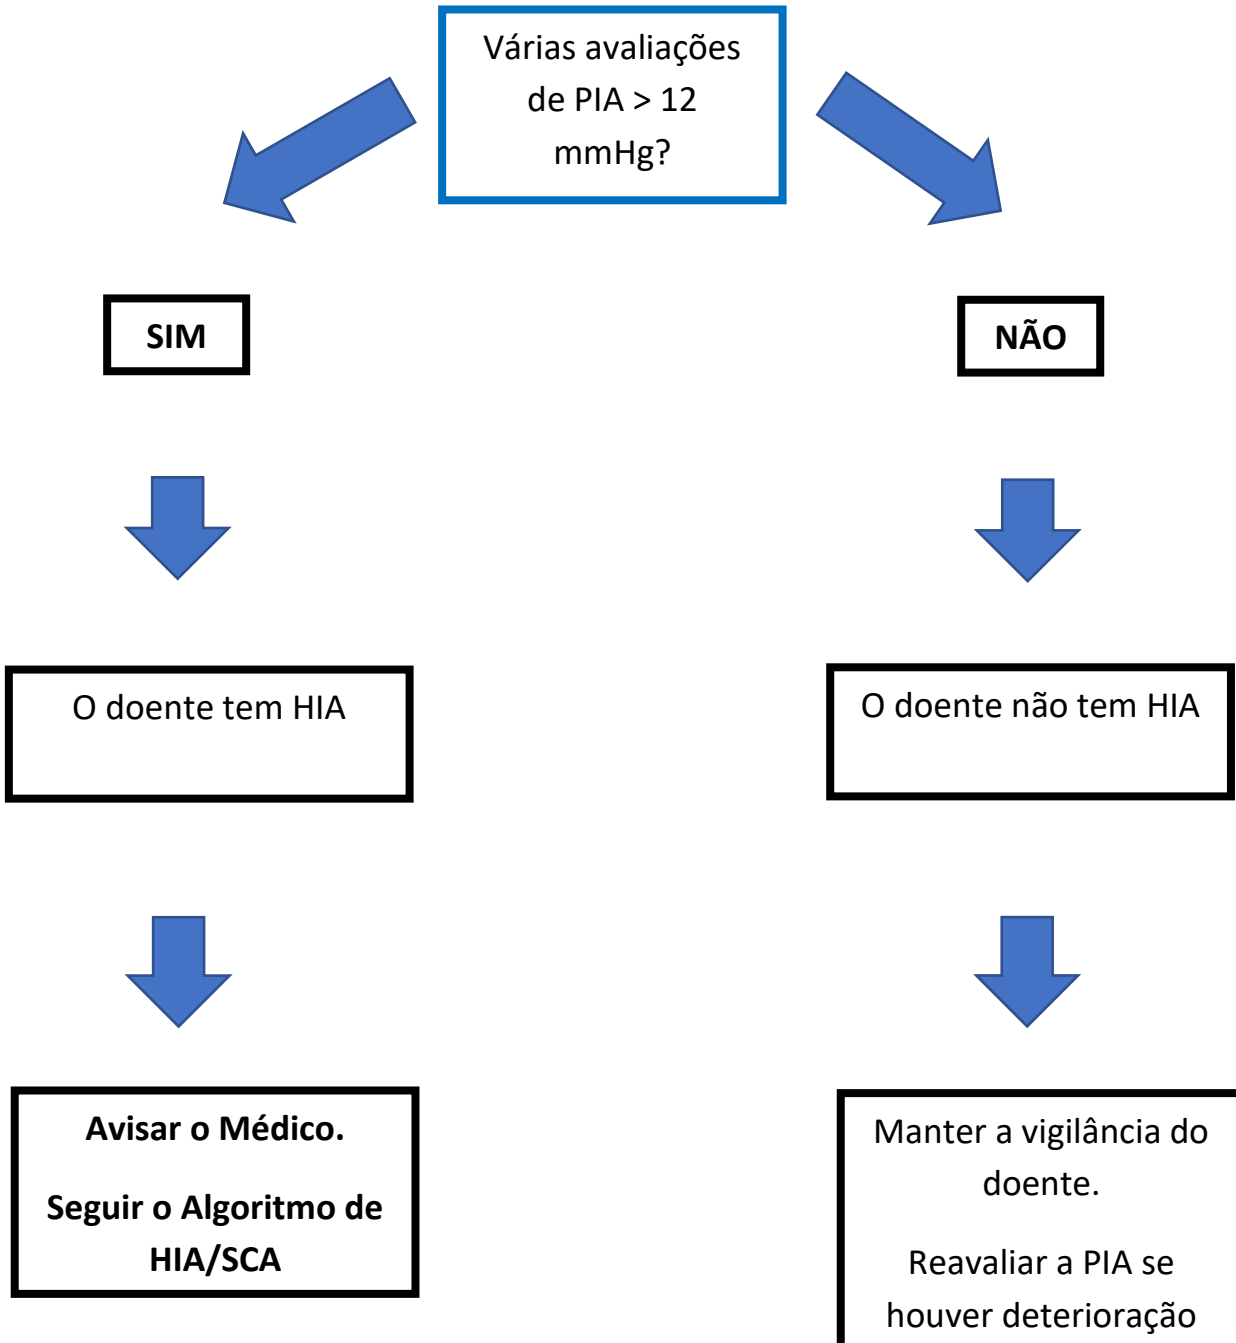 Várias avaliações
de PIA > 12
mmHg?
SIM
NÃO
O doente tem HIA
O doente não tem HIA
Avisar o Médico.
Seguir o Algoritmo de
HIA/SCA
Manter a vigilância do
doente.
Reavaliar a PIA se
houver deterioração